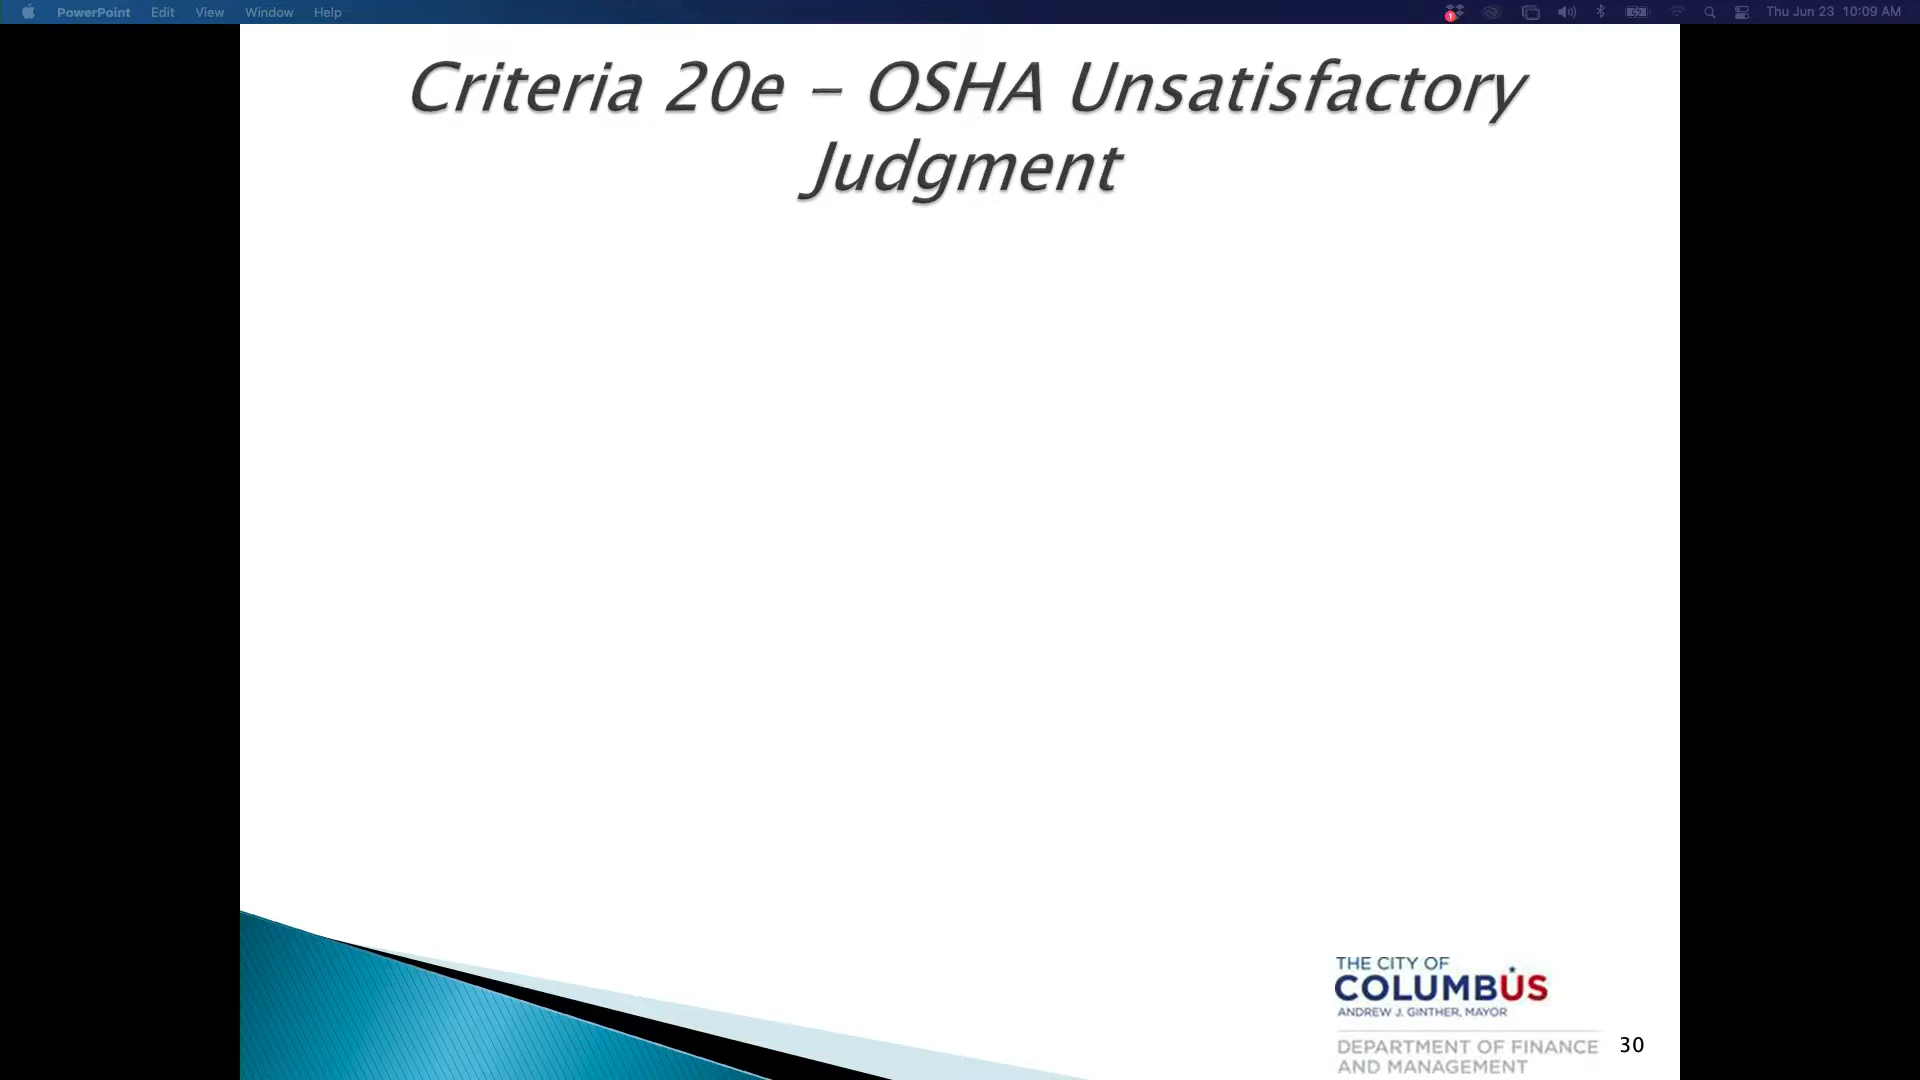 PowerPoint Edit View Window Help
1
Thu Jun 23 10:09 AM
Criteria 20e – OSHA Unsatisfactory
Judgment
THE CITY OF
COLUMBUS
ANDREW J. GINTHER, MAYOR
DEPARTMENT OF FINANCE
AND MANAGEMENT
30